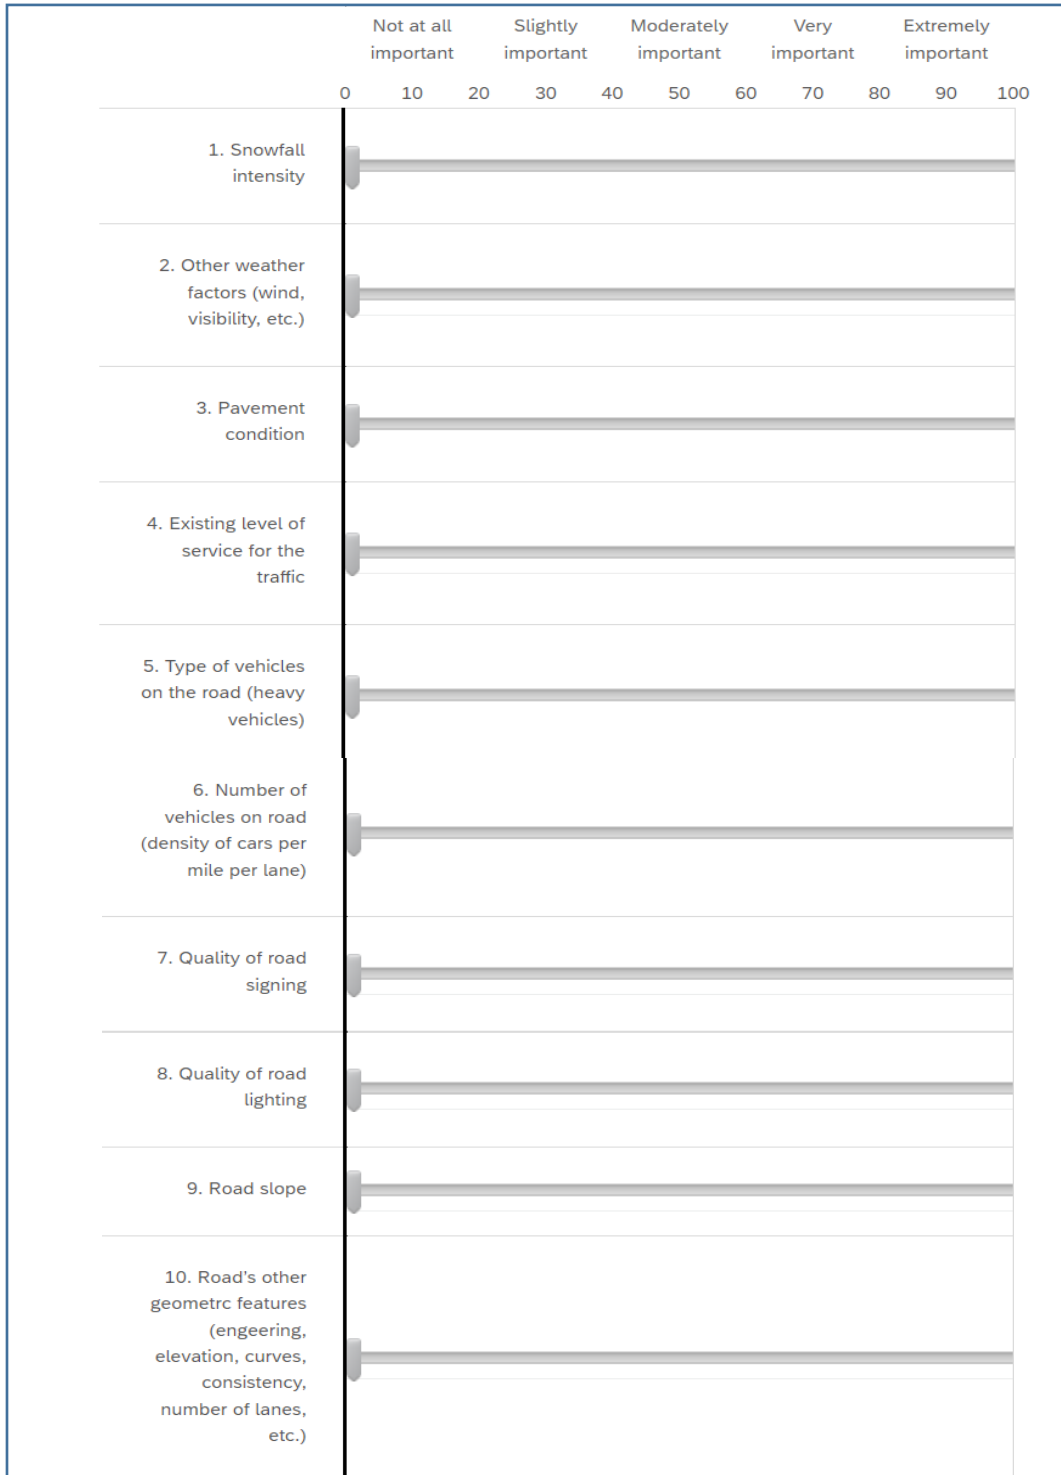 Not at all important
Slightly important
Moderately important
Very important
Extremely important
0 10 20 30 40 50 60 70 80 90 100
1. Snowfall
intensity
2. Other weather
factors (wind,
visibility, etc.)
3. Pavement
condition
4. Existing level of
service for the
traffic
5. Type of vehicles
on the road (heavy
vehicles)
6. Number of
vehicles on road
(density of cars per
mile per lane)
7. Quality of road
signing
8. Quality of road
lighting
9. Road slope
10. Road's other
geometrc features
(engeering,
elevation, curves,
consistency,
number of lanes,
etc.)